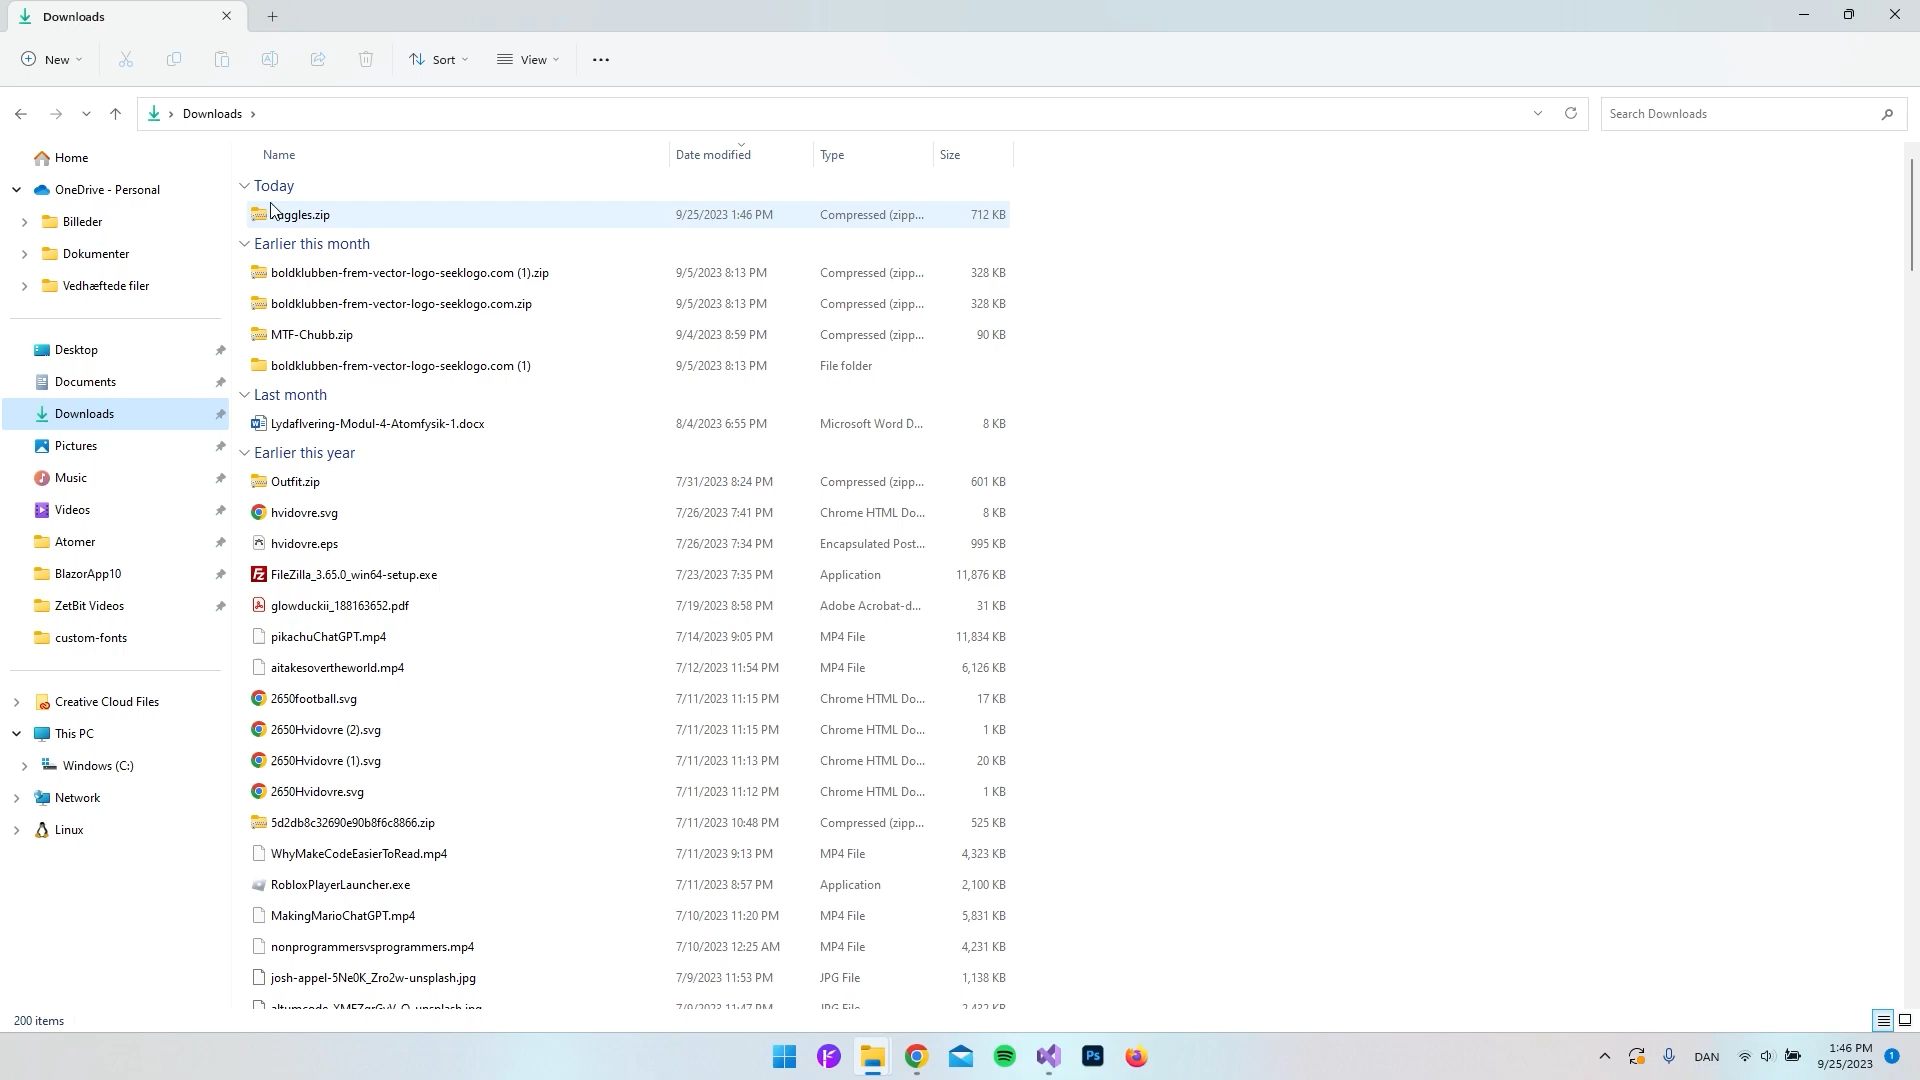 Downloads
New
Sort
View
Downloads
Search Downloads
Home
OneDrive - Personal
Billeder
Dokumenter
Vedhæftede filer
Desktop
Documents
Downloads
Pictures
Music
Videos
Atomer
BlazorApp10
ZetBit Videos
custom-fonts
Creative Cloud Files
This PC
Windows (C:)
Network
Linux
Name Date modified Type Size
Today
9/25/2023 1:46 PM Compressed (zipp... 712 KB
Earlier this month
boldklubben-frem-vector-logo-seeklogo.com (1).zip 9/5/2023 8:13 PM Compressed (zipp... 328 KB
boldklubben-frem-vector-logo-seeklogo.com.zip 9/5/2023 8:13 PM Compressed (zipp... 328 KB
MTF-Chubb.zip 9/4/2023 8:59 PM Compressed (zipp... 90 KB
boldklubben-frem-vector-logo-seeklogo.com (1) 9/5/2023 8:13 PM File folder
Last month
Lydaflvering-Modul-4-Atomfysik-1.docx 8/4/2023 6:55 PM Microsoft Word D... 8 KB
Earlier this year
Outfit.zip 7/31/2023 8:24 PM Compressed (zipp... 601 KB
hvidovre.svg 7/26/2023 7:41 PM Chrome HTML Do... 8 KB
hvidovre.eps 7/26/2023 7:34 PM Encapsulated Post... 995 KB
FileZilla_3.65.0_win64-setup.exe 7/23/2023 7:35 PM Application 11,876 KB
glowduckii_188163652.pdf 7/19/2023 8:58 PM Adobe Acrobat-d... 31 KB
pikachuChatGPT.mp4 7/14/2023 9:05 PM MP4 File 11,834 KB
aitakesovertheworld.mp4 7/12/2023 11:54 PM MP4 File 6,126 KB
2650football.svg 7/11/2023 11:15 PM Chrome HTML Do... 17 KB
2650Hvidovre (2).svg 7/11/2023 11:15 PM Chrome HTML Do... 1 KB
2650Hvidovre (1).svg 7/11/2023 11:13 PM Chrome HTML Do... 20 KB
2650Hvidovre.svg 7/11/2023 11:12 PM Chrome HTML Do... 1 KB
5d2db8c32690e90b8f6c8866.zip 7/11/2023 10:48 PM Compressed (zipp... 525 KB
WhyMakeCodeEasierToRead.mp4 7/11/2023 9:13 PM MP4 File 4,323 KB
RobloxPlayerLauncher.exe 7/11/2023 8:57 PM Application 2,100 KB
MakingMarioChatGPT.mp4 7/10/2023 11:20 PM MP4 File 5,831 KB
nonprogrammersvsprogrammers.mp4 7/10/2023 12:25 AM MP4 File 4,231 KB
josh-appel-5Ne0K_Zro2w-unsplash.jpg 7/9/2023 11:53 PM JPG File 1,138 KB
7/9/2023 11:47 PM JPG File 2,432 KB
200 items
Ps
DAN
1:46 PM
9/25/2023
1